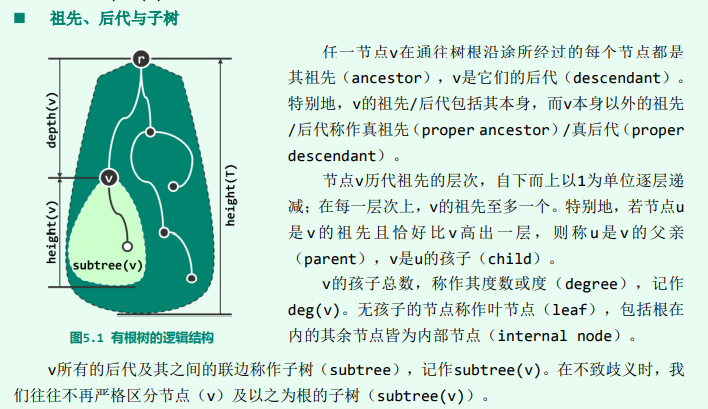 ■ 祖先、后代与子树
r
depth(v)
v
height(v)
height(T)
subtree(v)
图5.1 有根树的逻辑结构
任一节点v在通往树根沿途所经过的每个节点都是
其祖先（ancestor），v是它们的后代（descendant）。
特别地，v的祖先/后代包括其本身，而v本身以外的祖先
/后代称作真祖先（proper ancestor）/真后代（proper
descendant）。
节点v历代祖先的层次，自下而上以1为单位逐层递
减；在每一层次上，v的祖先至多一个。特别地，若节点u
是v的祖先且恰好比v高出一层，则称u是v的父亲
（parent），v是u的孩子（child）。
v的孩子总数，称作其度数或度（degree），记作
deg(v)。无孩子的节点称作叶节点（leaf），包括根在
内的其余节点皆为内部节点（internal node）。
v所有的后代及其之间的联边称作子树（subtree），记作subtree(v)。在不致歧义时，我
们往往不再严格区分节点（v）及以之为根的子树（subtree(v)）。